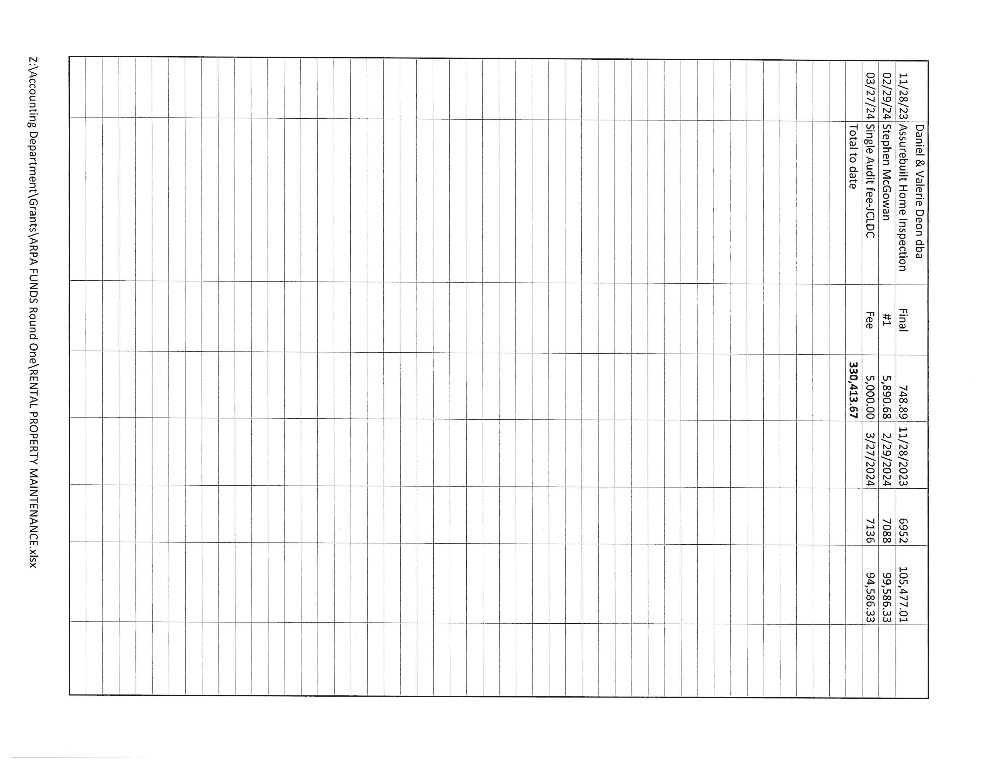 Daniel & Valerie Deon dba
11/28/23 Assurebuilt Home Inspection Final 748.89 11/28/2023 6952 105,477.01
02/29/24 Stephen McGowan #1 5,890.68 2/29/2024 7088 99,586.33
03/27/24 Single Audit fee-JCLDC Fee 5,000.00 3/27/2024 7136 94,586.33
Total to date 330,413.67
Z:\Accounting Department\Grants\ARPA FUNDS Round One\RENTAL PROPERTY MAINTENANCE.xlsx